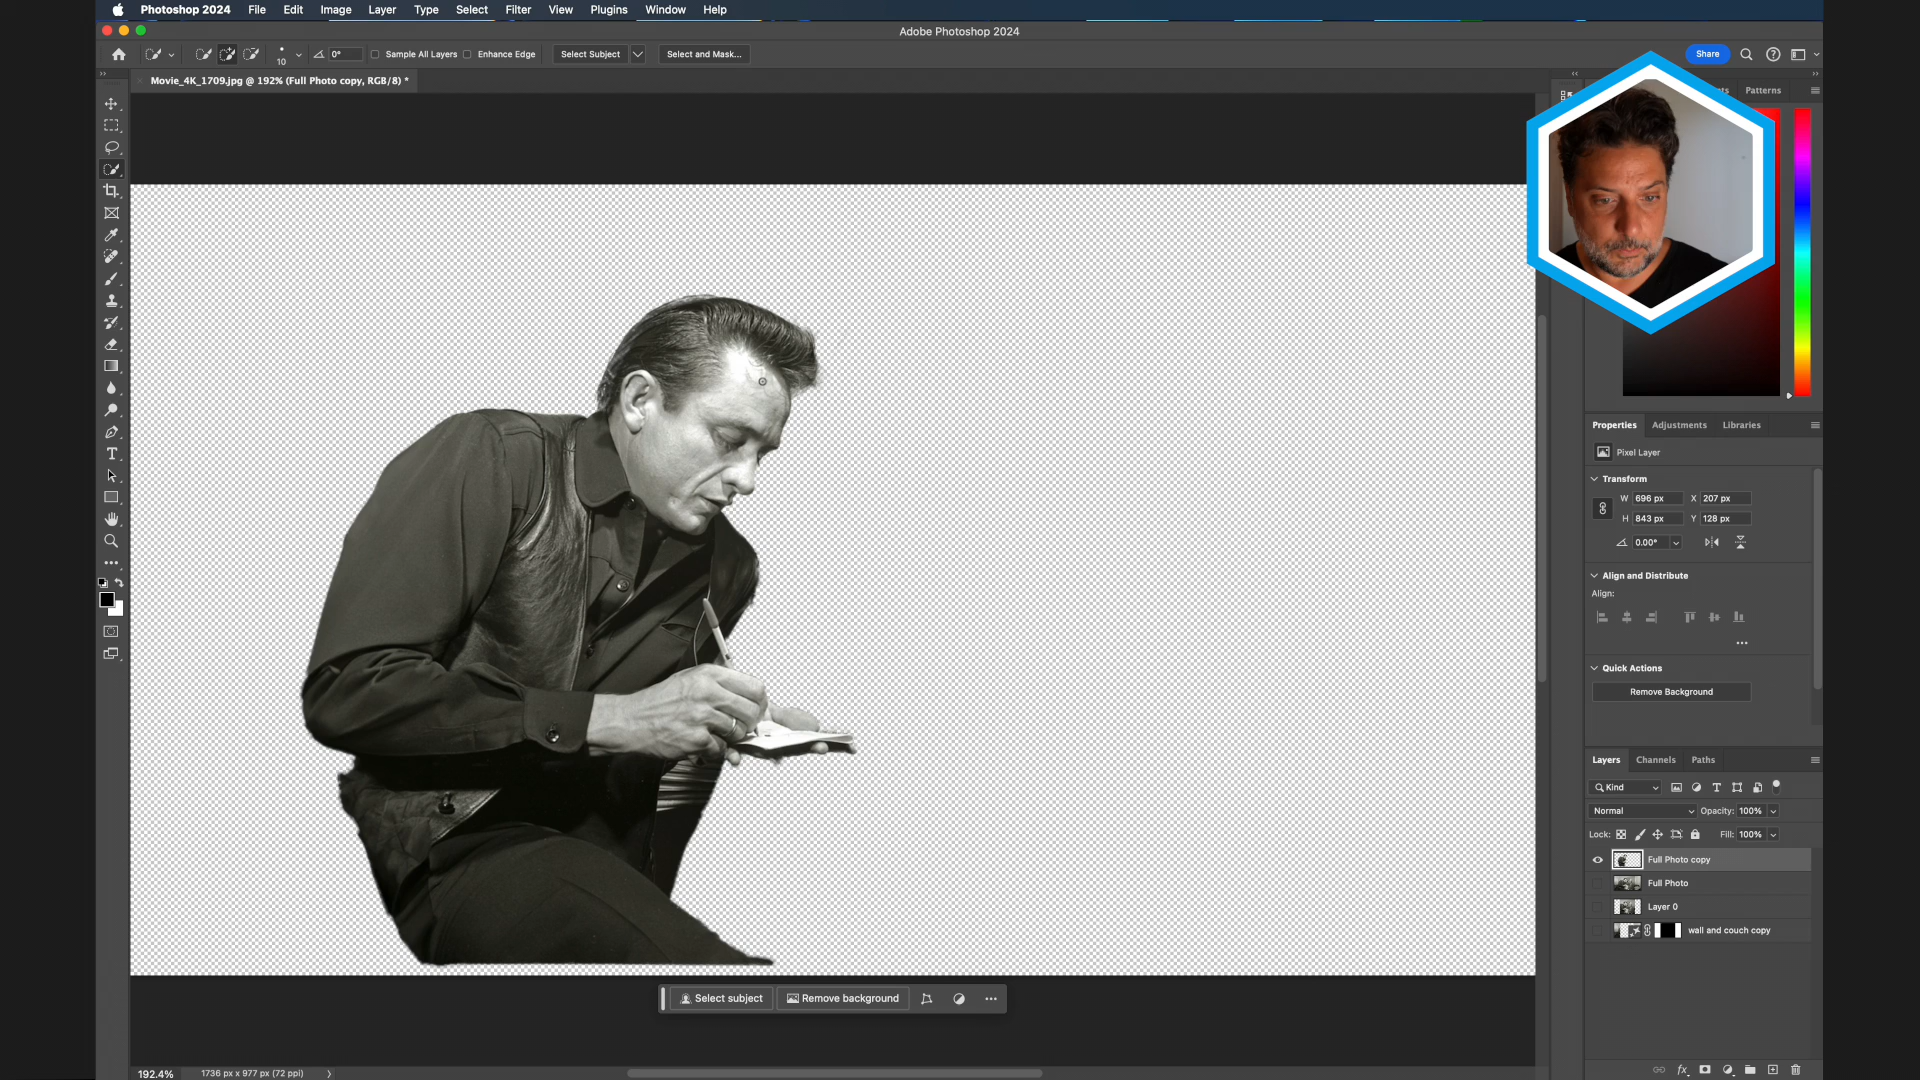 Photoshop 2024 File Edit Image Layer Type Select Filter View Plugins Window Help
Adobe Photoshop 2024
10 0° Sample All Layers Enhance Edge Select Subject Select and Mask... Share
Movie_4K_1709.jpg @ 192% (Full Photo copy, RGB/8) *
Patterns
Properties Adjustments Libraries
Pixel Layer
Transform
W 696 px X 207 px
H 843 px Y 128 px
0.00°
Align and Distribute
Align:
Quick Actions
Remove Background
Layers Channels Paths
Kind
Normal Opacity: 100%
Lock: Fill: 100%
Full Photo copy
Full Photo
Layer 0
wall and couch copy
Select subject Remove background
192.4% 1736 px x 977 px (72 ppi)